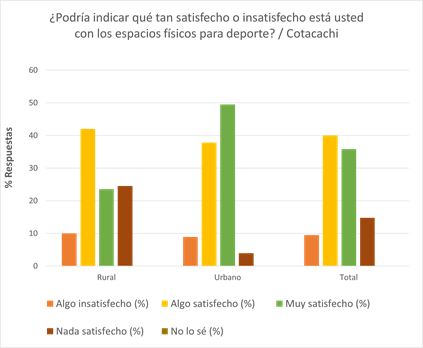 ¿Podría indicar qué tan satisfecho o insatisfecho está usted
con los espacios físicos para deporte? / Cotacachi
% Respuestas
60
50
40
30
20
10
0
Rural
Urbano
Total
Algo insatisfecho (%)
Algo satisfecho (%)
Muy satisfecho (%)
Nada satisfecho (%)
No lo sé (%)